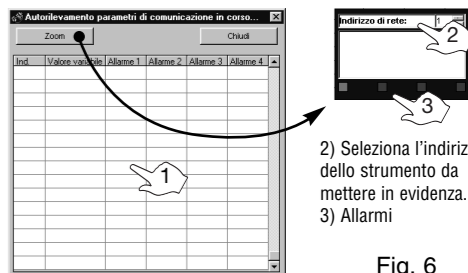 Autorilevamento parametri di comunicazione in corso...
Zoom
Chiudi
Ind. Valore variabile Allarme 1 Allarme 2 Allarme 3 Allarme 4
1
Indirizzo di rete: 1
2
3
2) Seleziona l'indiriz
dello strumento da
mettere in evidenza.
3) Allarmi
Fig. 6